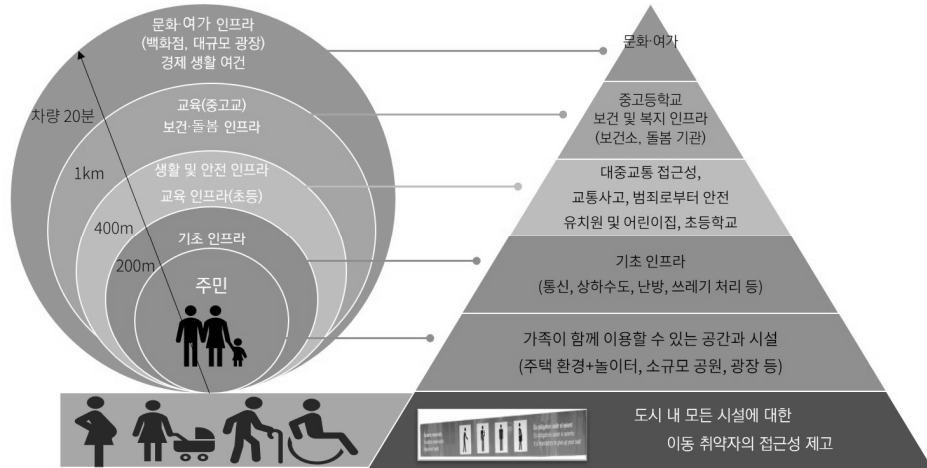 문화·여가 인프라
(백화점, 대규모 광장)
경제 생활 여건
차량 20분
교육(중고교)
보건·돌봄 인프라
1km
생활 및 안전 인프라
교육 인프라(초등)
400m
기초 인프라
200m
주민
문화·여가
중고등학교
보건 및 복지 인프라
(보건소, 돌봄 기관)
대중교통 접근성,
교통사고, 범죄로부터 안전
유치원 및 어린이집, 초등학교
기초 인프라
(통신, 상하수도, 난방, 쓰레기 처리 등)
가족이 함께 이용할 수 있는 공간과 시설
(주택 환경+놀이터, 소규모 공원, 광장 등)
도시 내 모든 시설에 대한
이동 취약자의 접근성 제고